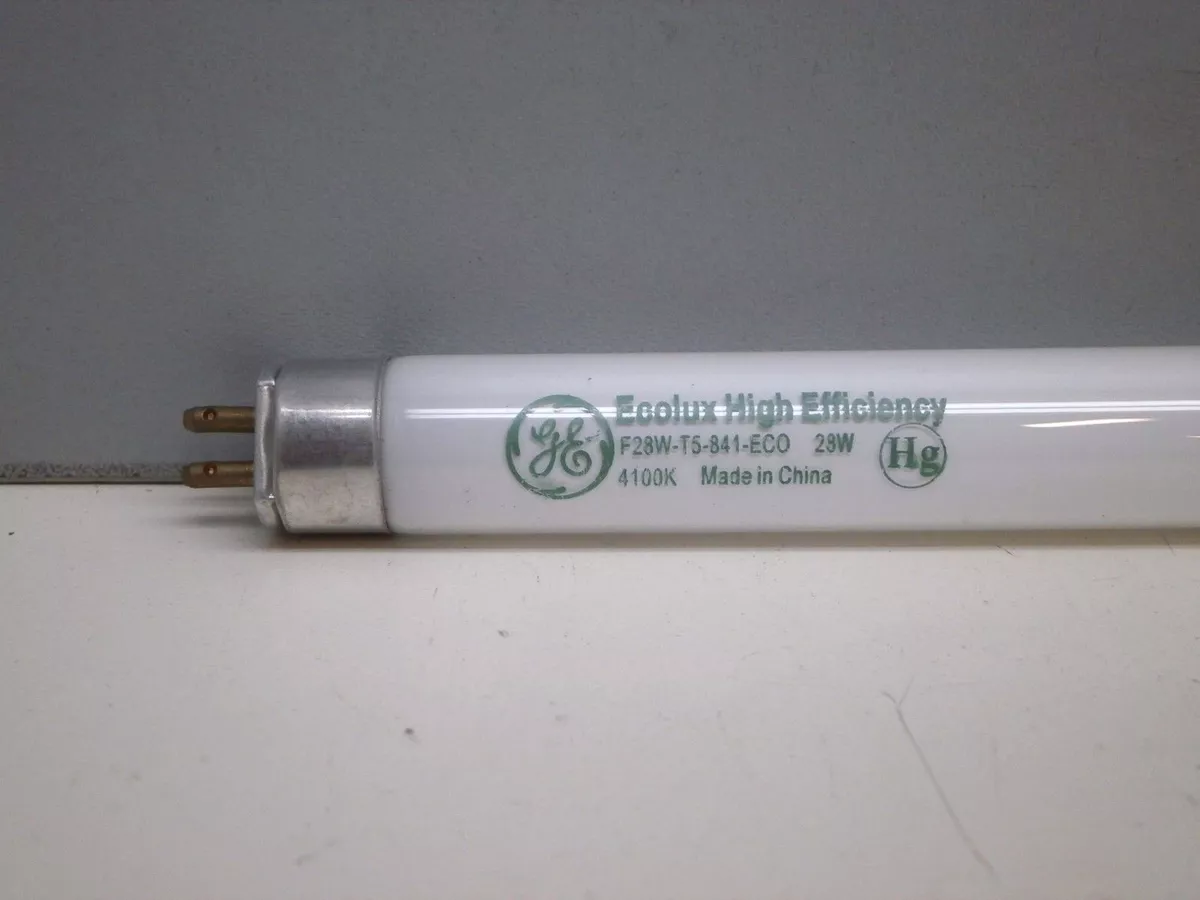 GE
Ecolux High Efficiency
F28W-T5-841-ECO 28W
4100K Made in China
Hg